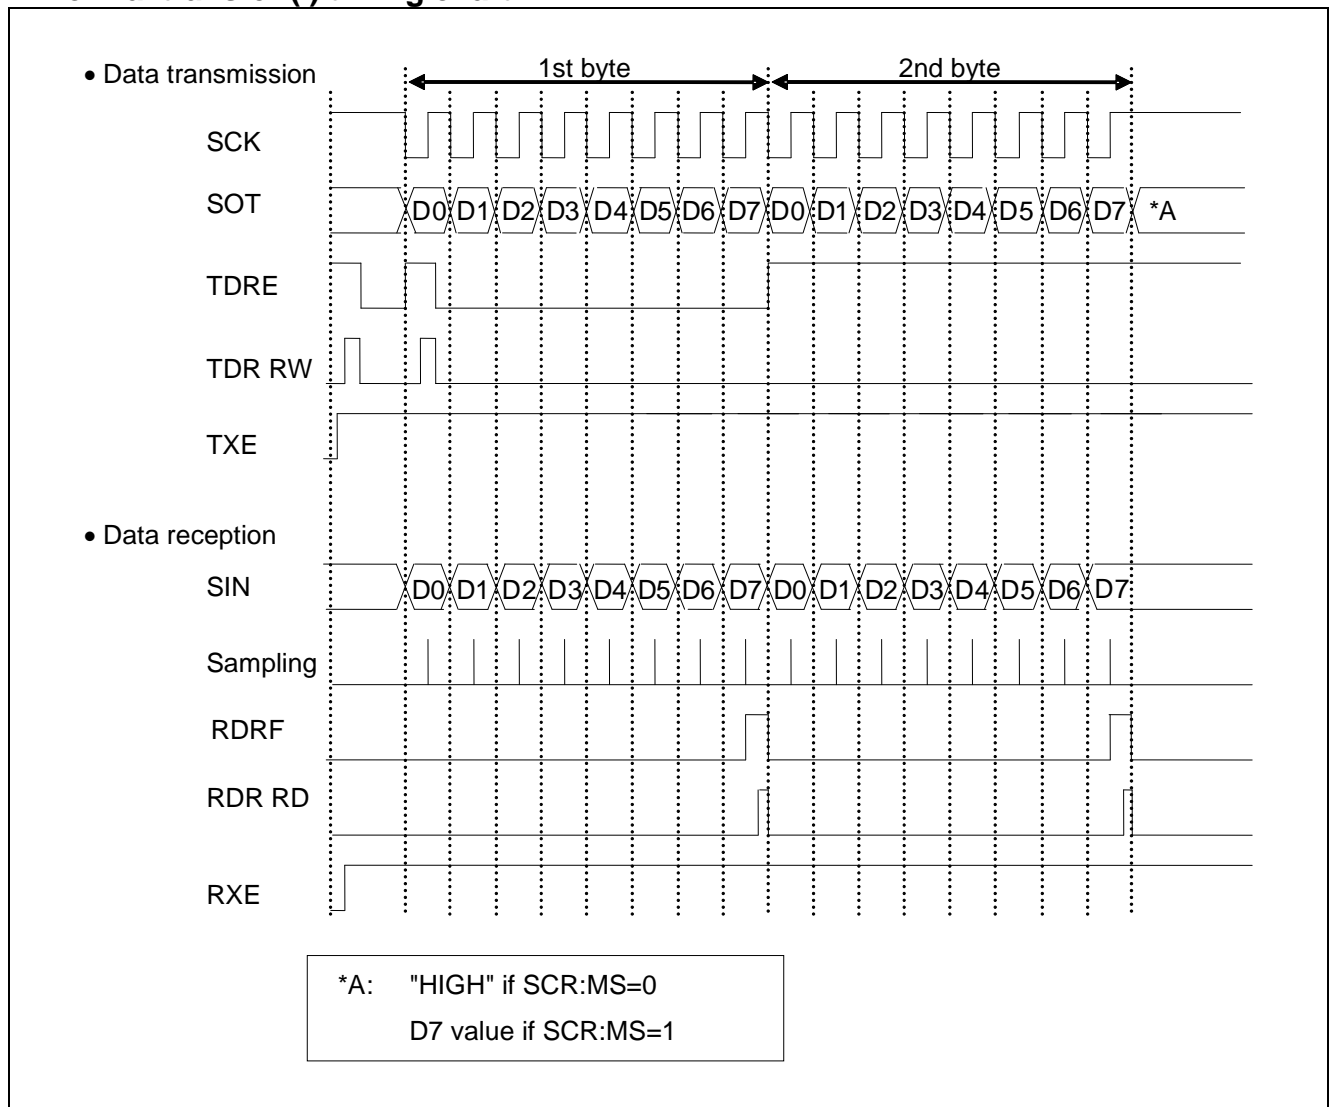 • Data transmission
1st byte
2nd byte
SCK
SOT
D0 D1 D2 D3 D4 D5 D6 D7 D0 D1 D2 D3 D4 D5 D6 D7 *A
TDRE
TDR RW
TXE
• Data reception
SIN
D0 D1 D2 D3 D4 D5 D6 D7 D0 D1 D2 D3 D4 D5 D6 D7
Sampling
RDRF
RDR RD
RXE
*A: "HIGH" if SCR:MS=0
D7 value if SCR:MS=1